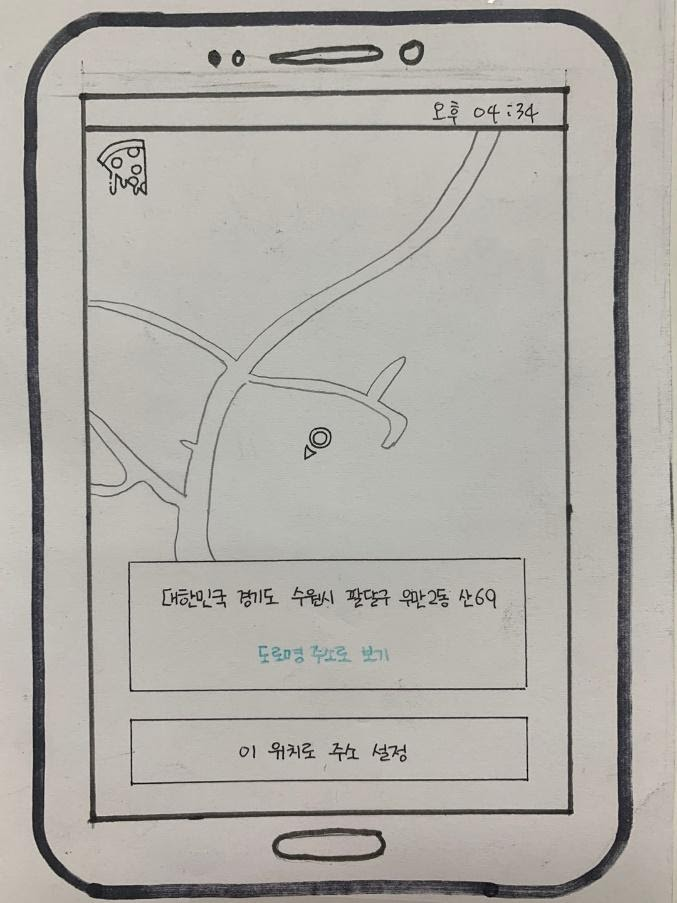 오후 04:34
대한민국 경기도 수원시 팔달구 우만2동 산69
도로명 주소로 보기
이 위치로 주소 설정